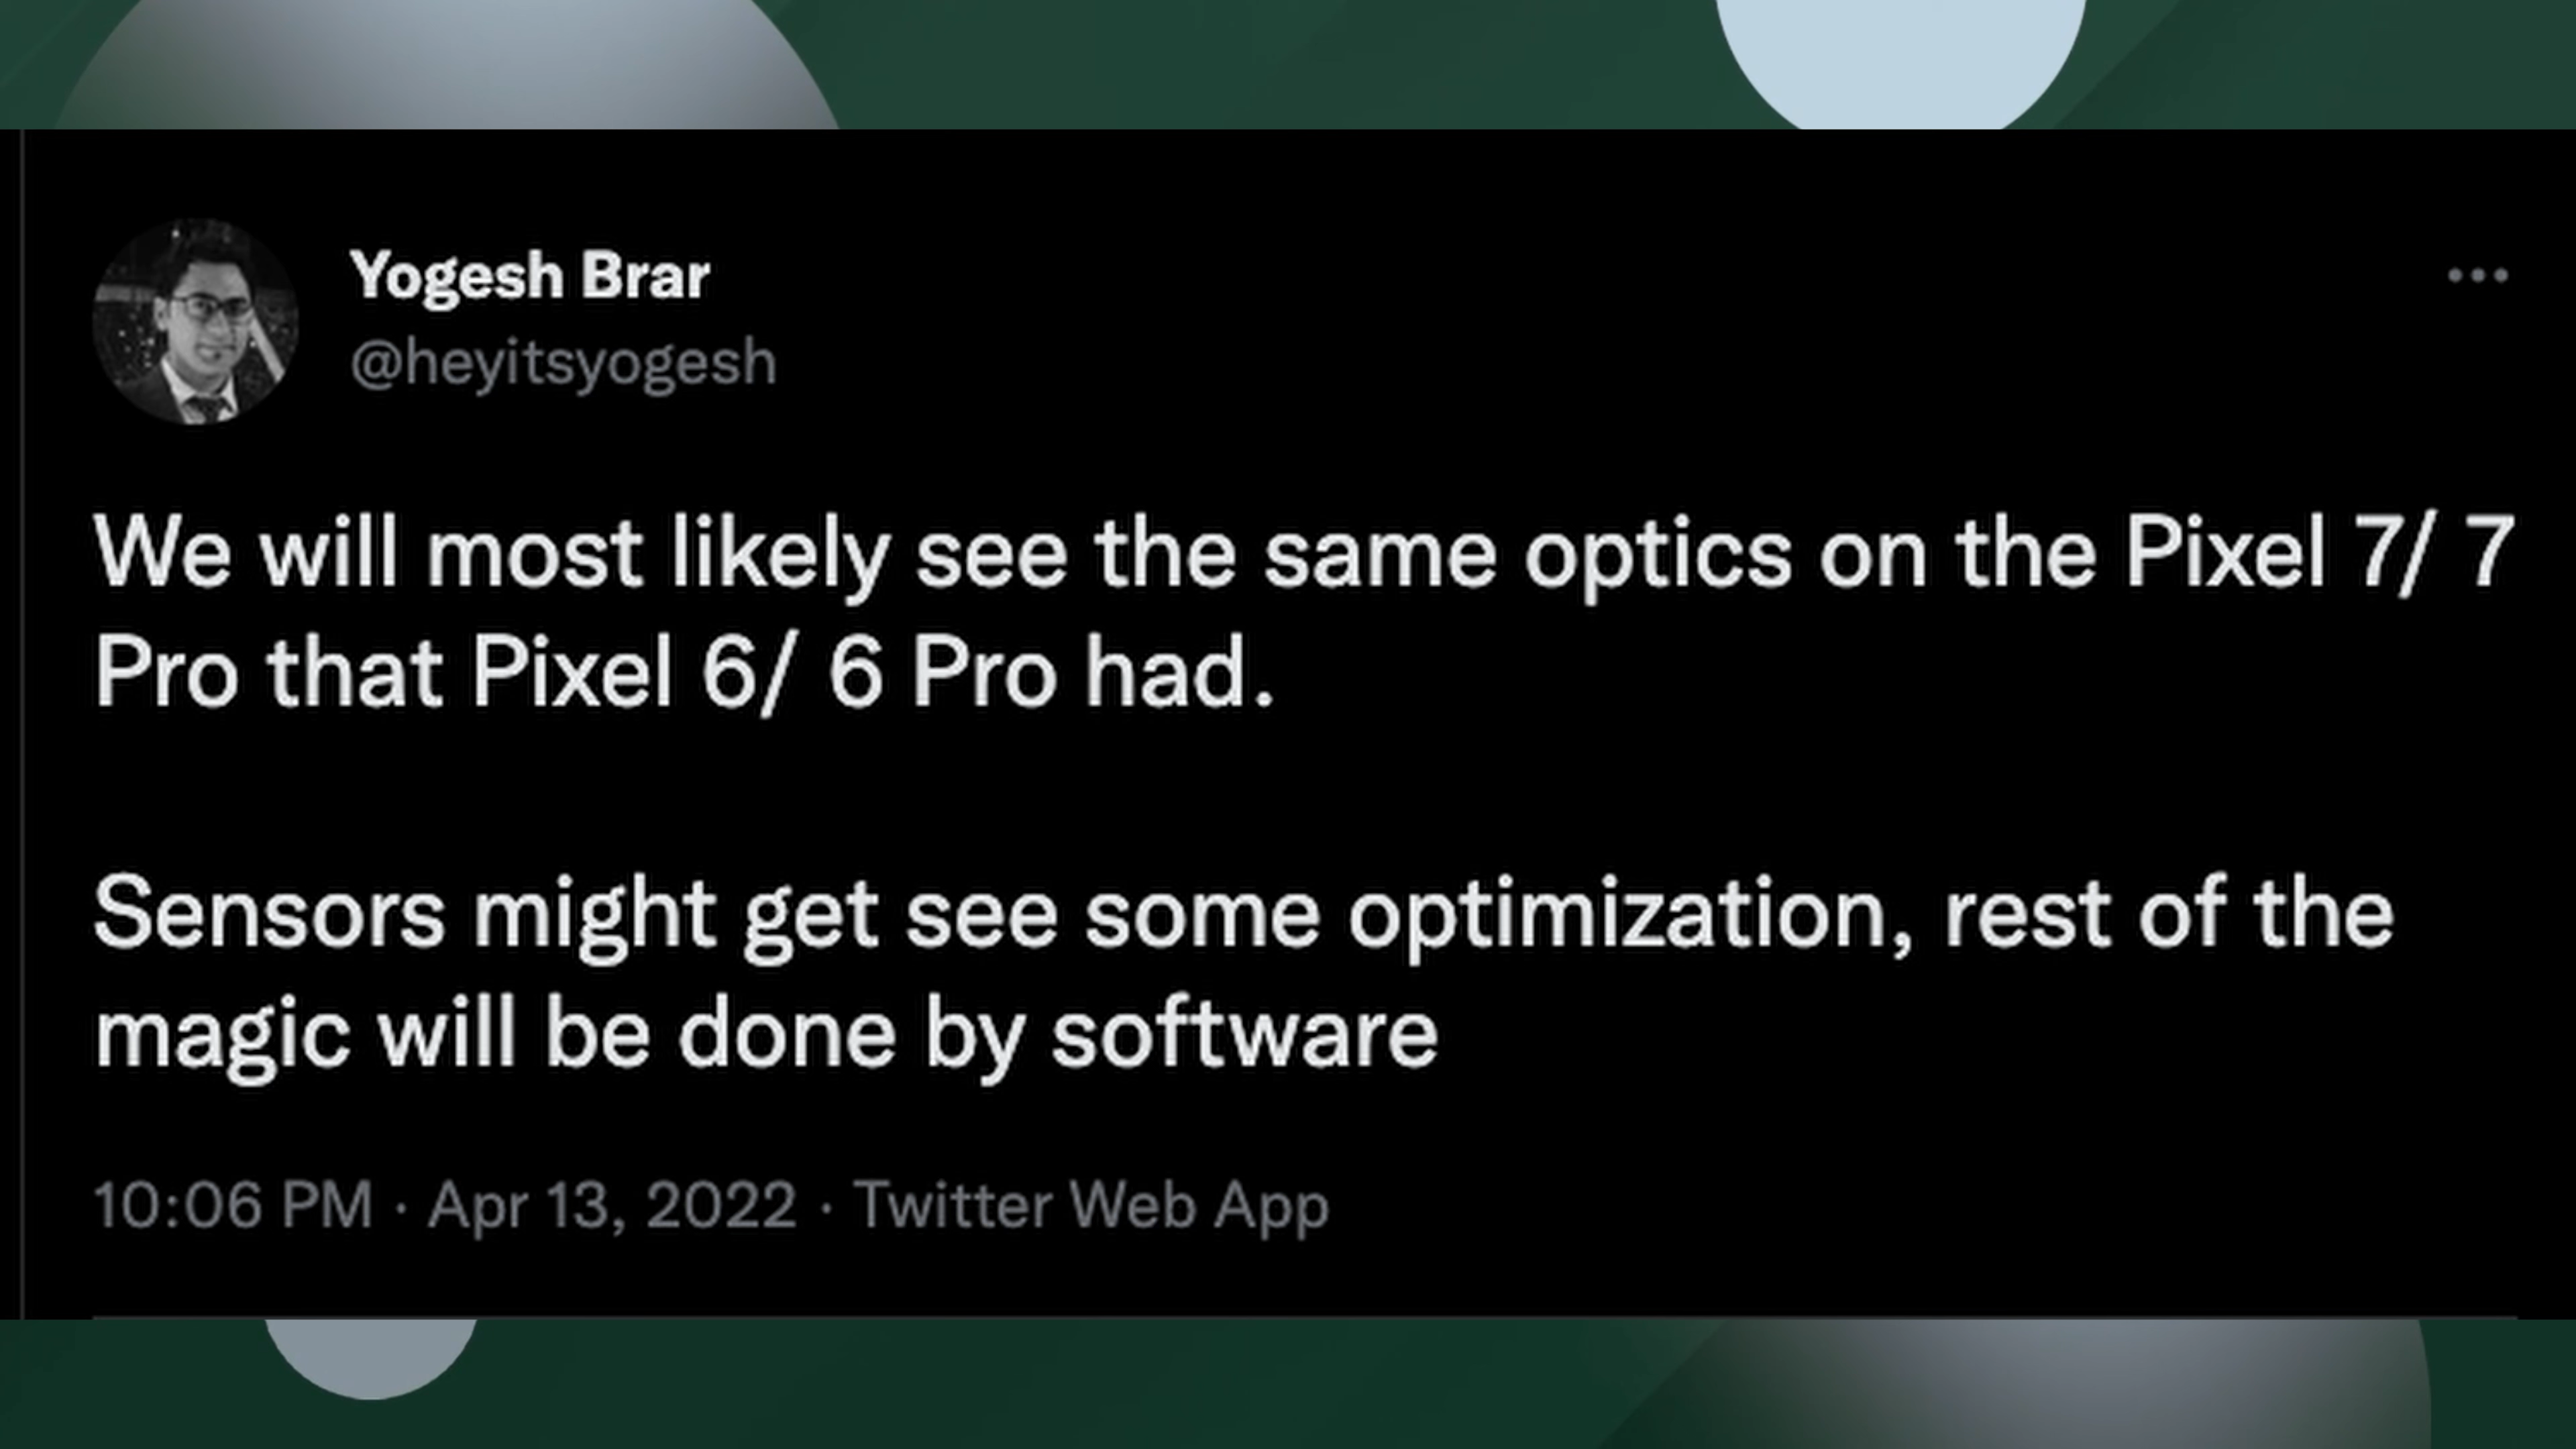 Yogesh Brar
@heyitsyogesh
We will most likely see the same optics on the Pixel 7/ 7
Pro that Pixel 6/ 6 Pro had.
Sensors might get see some optimization, rest of the
magic will be done by software
10:06 PM · Apr 13, 2022 · Twitter Web App